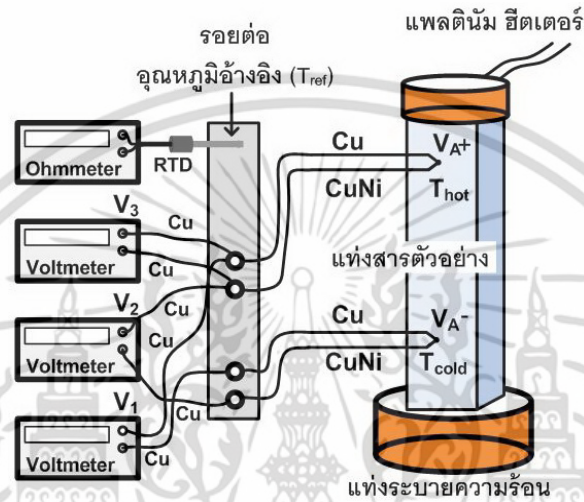 แพลตินัม ฮีตเตอร์
รอยต่อ
อุณหภูมิอ้างอิง (Tref)
Ohmmeter
RTD
Cu
CuNi
VA+
Thot
V3
Cu
Voltmeter
Cu
แท่งสารตัวอย่าง
V2
Cu
Cu
Voltmeter
Cu
CuNi
VA-
Tcold
V1
Cu
Cu
Voltmeter
แท่งระบายความร้อน